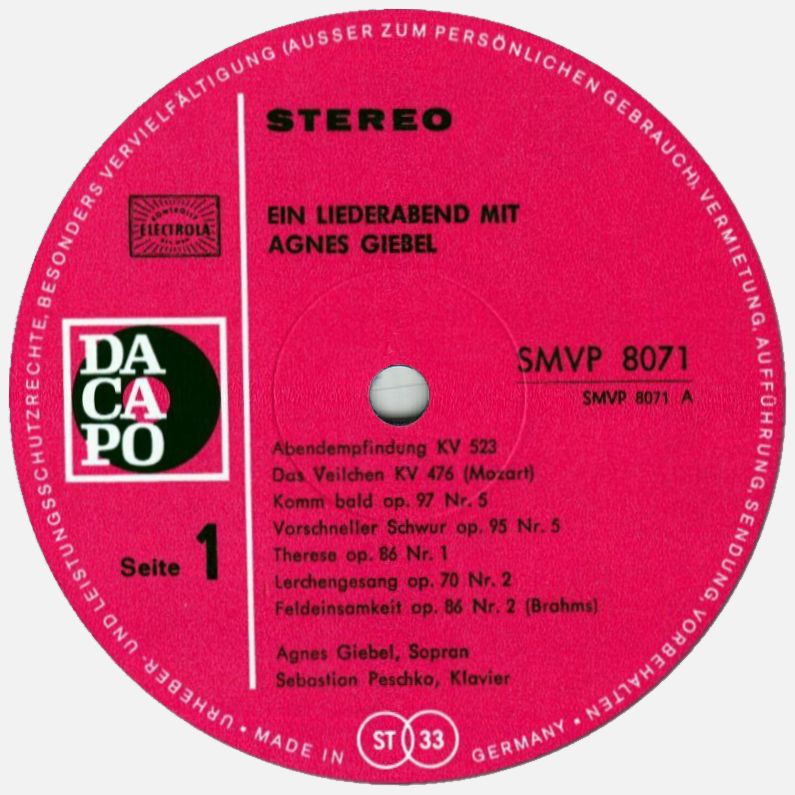 URHEBER- UND LEISTUNGSSCHUTZRECHTE, BESONDERS VERVIELFÄLTIGUNG (AUSSER ZUM PERSÖNLICHEN GEBRAUCH), VERMIETUNG, AUFFÜHRUNG, SENDUNG VORBEHALTEN •
STEREO
ELECTROLA
EIN LIEDERABEND MIT
AGNES GIEBEL
DA
CA
PO
SMVP 8071
SMVP 8071 A
Abendempfindung KV 523
Das Veilchen KV 476 (Mozart)
Komm bald op. 97 Nr. 5
Vorschneller Schwur op. 95 Nr. 5
Therese op. 86 Nr. 1
Lerchengesang op. 70 Nr. 2
Feldeinsamkeit op. 86 Nr. 2 (Brahms)
Seite 1
Agnes Giebel, Sopran
Sebastian Peschko, Klavier
• MADE IN
ST 33
GERMANY